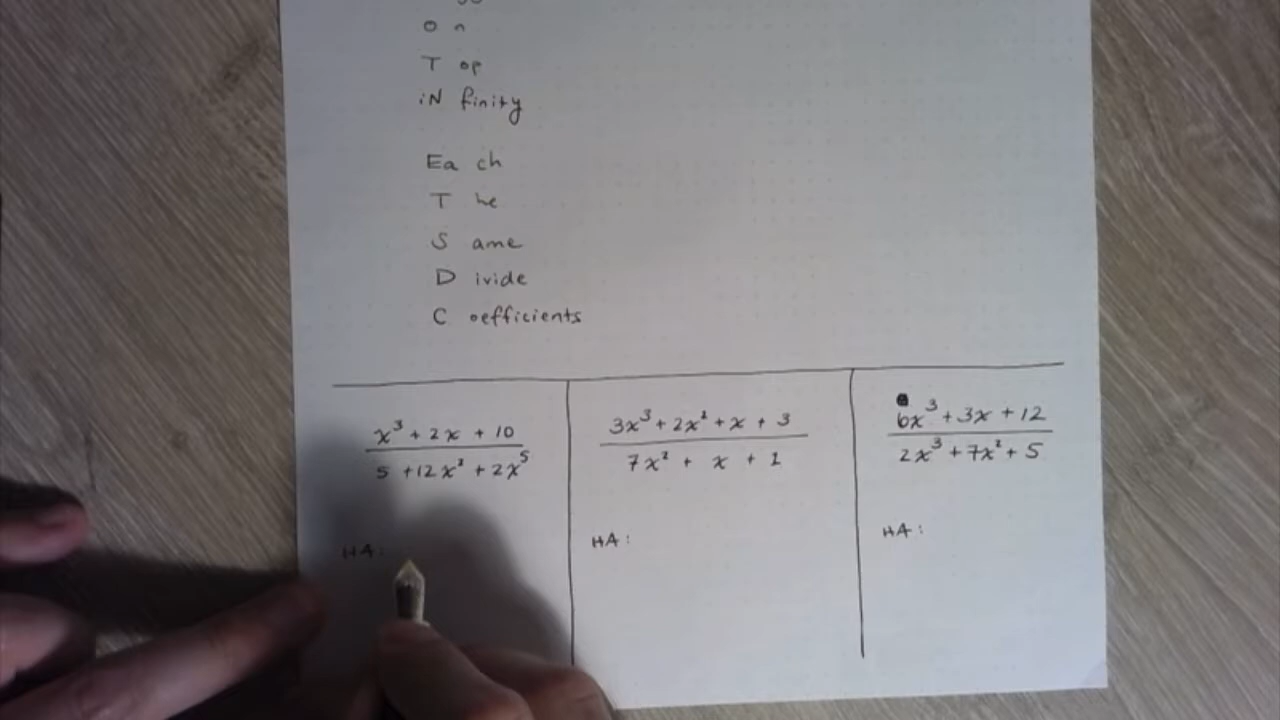 O n
T op
iN finity
Ea ch
T he
S ame
D ivide
C oefficients
x³ + 2x + 10
5 + 12x² + 2x⁵
HA:
3x³ + 2x² + x + 3
7x² + x + 1
HA:
6x³ + 3x + 12
2x³ + 7x² + 5
HA: